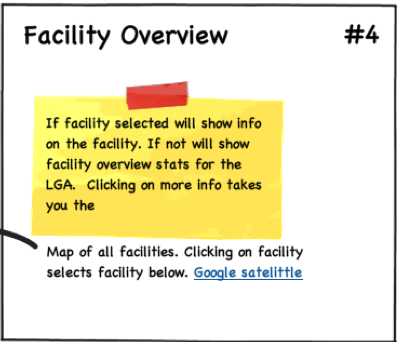 Facility Overview #4
If facility selected will show info
on the facility. If not will show
facility overview stats for the
LGA. Clicking on more info takes
you the
Map of all facilities. Clicking on facility
selects facility below. Google satelittle